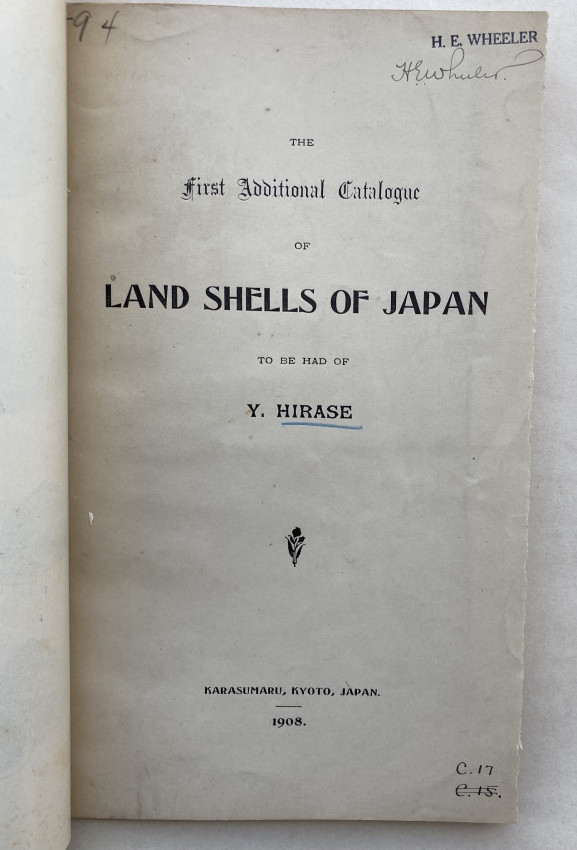 -94
H. E. WHEELER
H.E.Wheeler.
THE
First Additional Catalogue
OF
LAND SHELLS OF JAPAN
TO BE HAD OF
Y. HIRASE
KARASUMARU, KYOTO, JAPAN.
1908.
C.17
C.15.